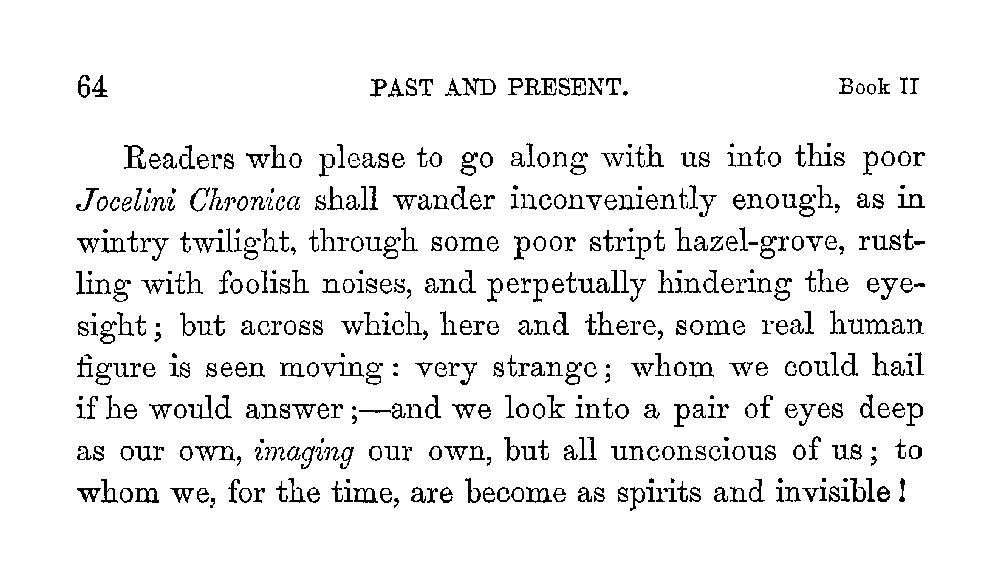 64 PAST AND PRESENT. Book II
Readers who please to go along with us into this poor
Jocelini Chronica shall wander inconveniently enough, as in
wintry twilight, through some poor stript hazel-grove, rust-
ling with foolish noises, and perpetually hindering the eye-
sight; but across which, here and there, some real human
figure is seen moving: very strange; whom we could hail
if he would answer;—and we look into a pair of eyes deep
as our own, imaging our own, but all unconscious of us; to
whom we, for the time, are become as spirits and invisible!